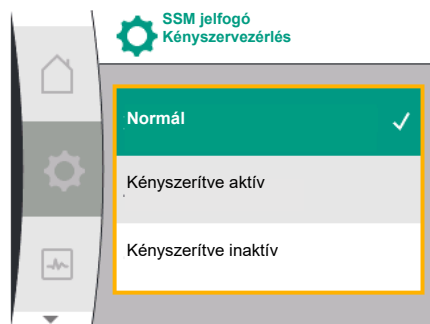 SSM jelfogó
Kényszervezérlés
Normál
Kényszerítve aktív
Kényszerítve inaktív